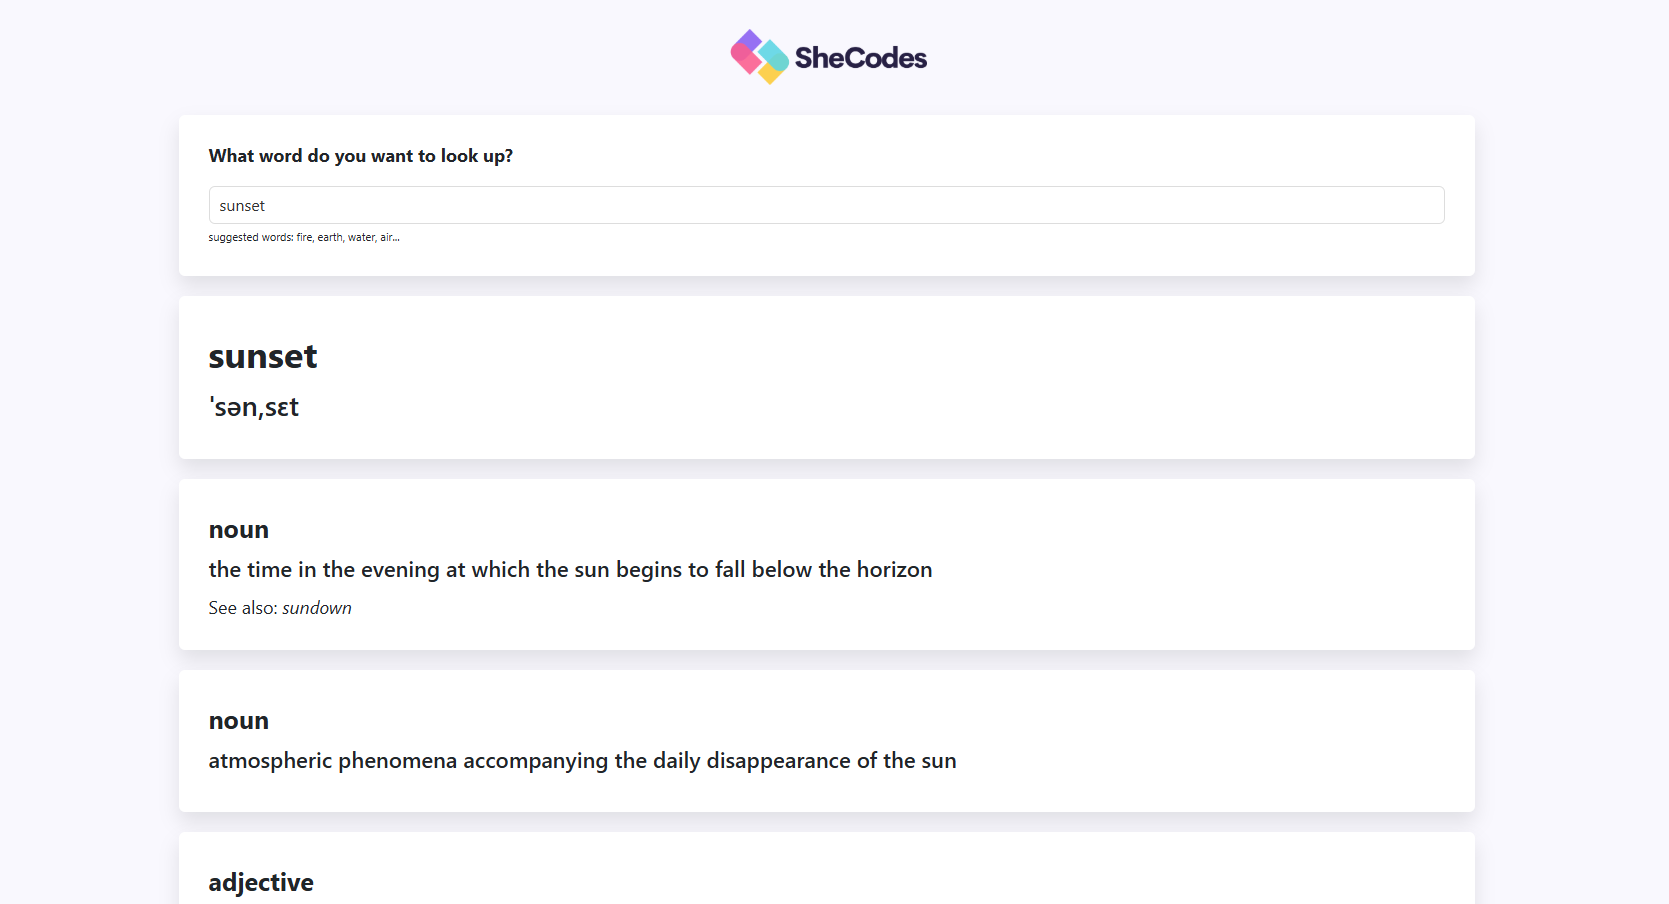 SheCodes
What word do you want to look up?
sunset
suggested words: fire, earth, water, air...
sunset
ˈsənˌsɛt
noun
the time in the evening at which the sun begins to fall below the horizon
See also: sundown
noun
atmospheric phenomena accompanying the daily disappearance of the sun
adjective